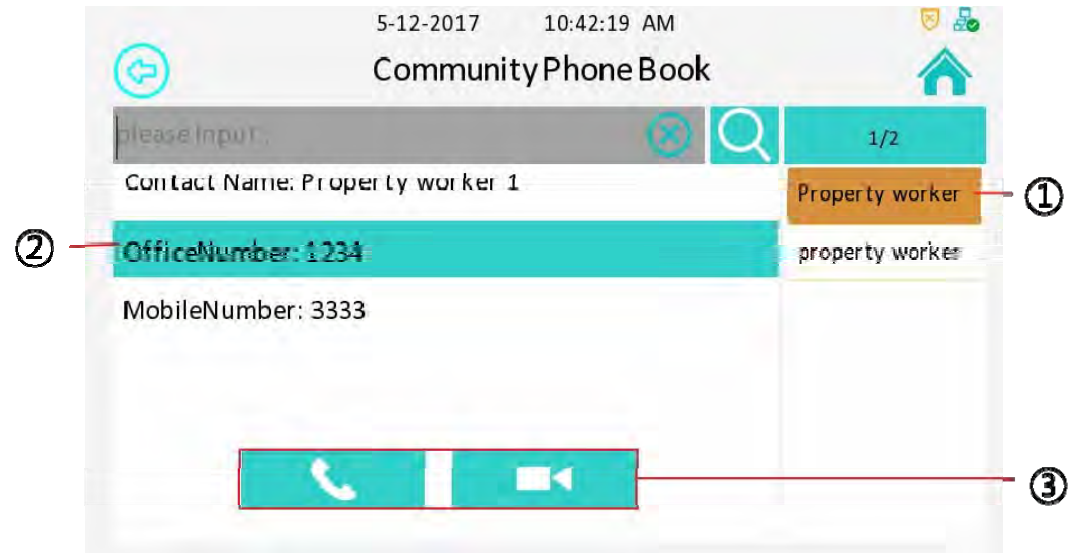 5-12-2017 10:42:19 AM
Community Phone Book
please input
1/2
Contact Name: Property worker 1
Property worker
①
②
OfficeNumber: 1234
property worker
MobileNumber: 3333
③